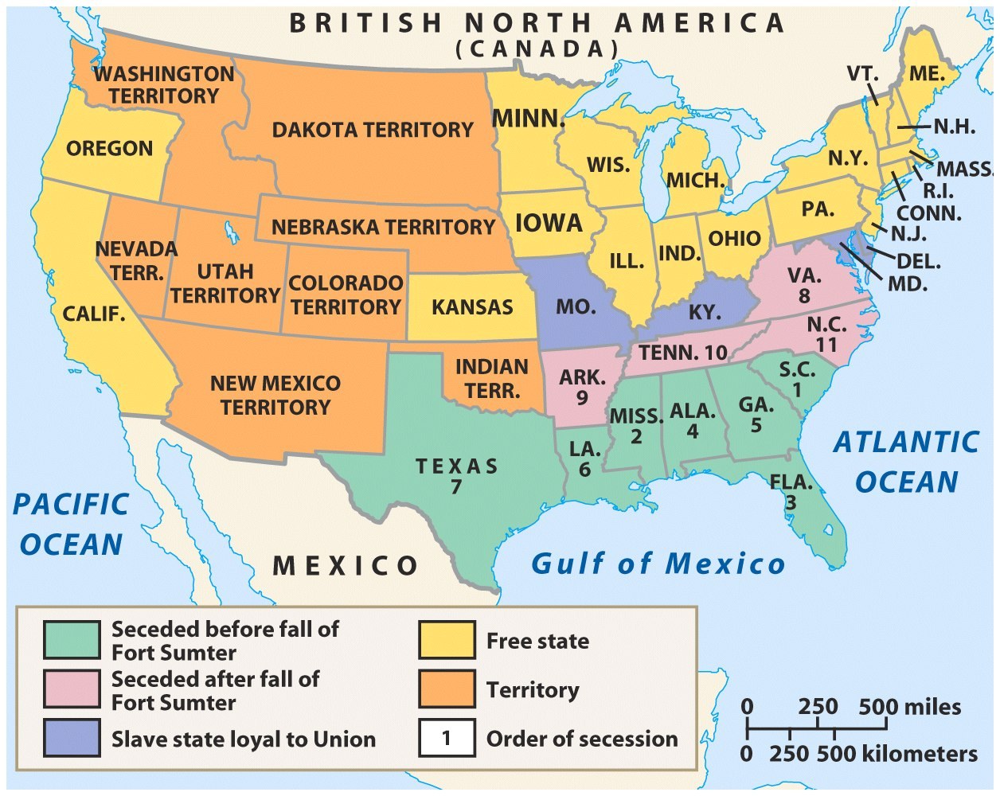 BRITISH NORTH AMERICA
(CANADA)
WASHINGTON
TERRITORY
DAKOTA TERRITORY
MINN.
VT.
ME.
OREGON
WIS.
MICH.
N.Y.
N.H.
MASS.
R.I.
CONN.
NEBRASKA TERRITORY
IOWA
PA.
N.J.
NEVADA
TERR.
UTAH
TERRITORY
COLORADO
TERRITORY
ILL.
IND.
OHIO
DEL.
MD.
CALIF.
KANSAS
MO.
KY.
VA.
8
N.C.
11
TENN. 10
NEW MEXICO
TERRITORY
INDIAN
TERR.
ARK.
9
S.C.
1
MISS.
2
ALA.
4
GA.
5
LA.
6
TEXAS
7
FLA.
3
ATLANTIC
OCEAN
PACIFIC
OCEAN
MEXICO
Gulf of Mexico
Seceded before fall of
Fort Sumter
Seceded after fall of
Fort Sumter
Slave state loyal to Union
Free state
Territory
1 Order of secession
0 250 500 miles
0 250 500 kilometers